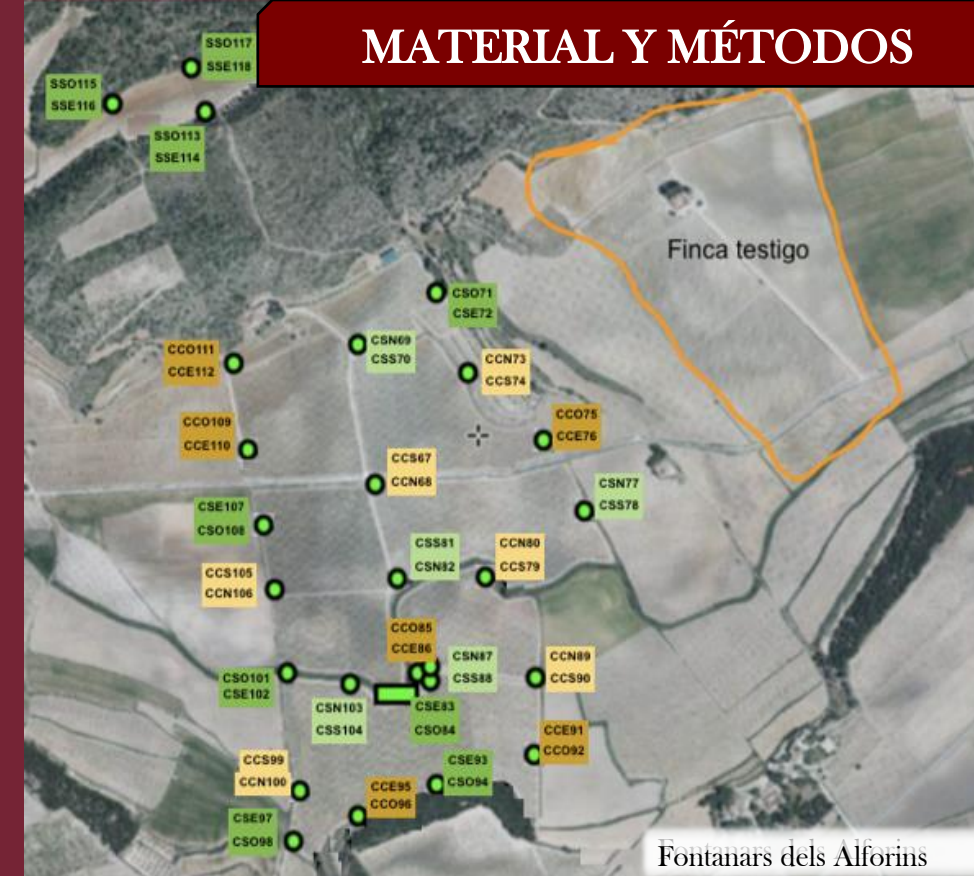 MATERIAL Y MÉTODOS
SSO117
SSE118
SSO115
SSE116
SSO113
SSE114
Finca testigo
CSO71
CSE72
CSN69
CSS70
CCO111
CCE112
CCN73
CCS74
CCO75
CCE76
CCO109
CCE110
CCS67
CCN68
CSN77
CSS78
CSE107
CSO108
CSS81
CSN82
CCN80
CCS79
CCS105
CCN106
CCO85
CCE86
CSN87
CSS88
CCN89
CCS90
CSO101
CSE102
CSN103
CSS104
CSE83
CSO84
CCE91
CCO92
CCS99
CCN100
CSE93
CSO94
CCE95
CCO96
CSE97
CSO98
Fontanars dels Alforins